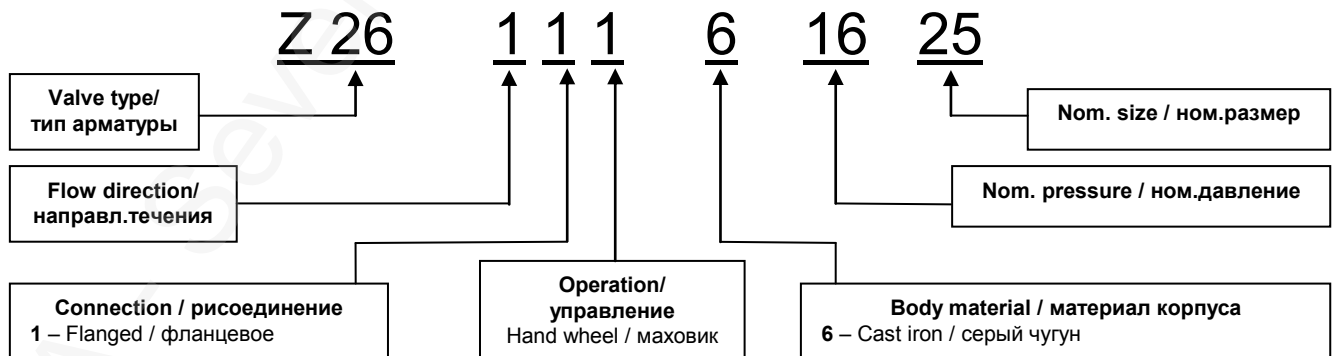 Z 26 1 1 1 6 16 25
Valve type/
тип арматуры
Nom. size / ном.размер
Flow direction/
направл.течения
Nom. pressure / ном.давление
Connection / рисоединение
1 – Flanged / фланцевое
Operation/
управление
Hand wheel / маховик
Body material / материал корпуса
6 – Cast iron / серый чугун